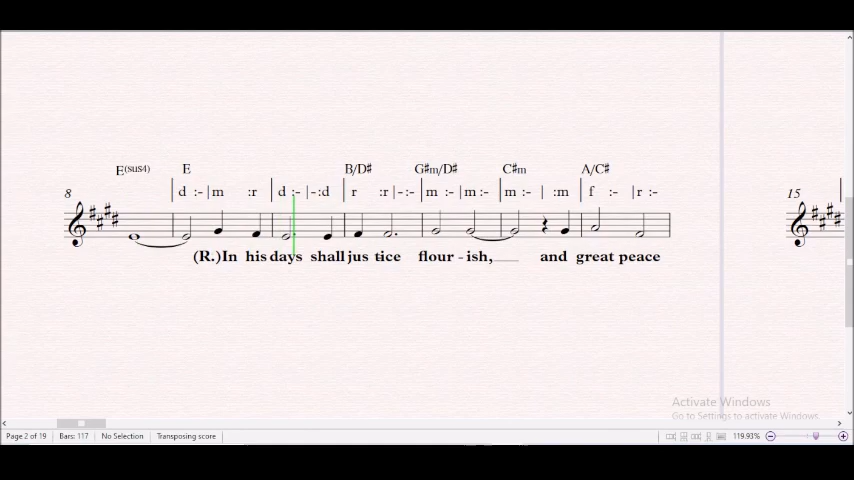 E(sus4) E B/D# G#m/D# C#m A/C#
8 d :- |m :r d :- |-:d r :r |-:- m :- |m :- m :- | :m f :- |r :- 15
(R.)In his days shall jus tice flour - ish, and great peace
Activate Windows
Go to Settings to activate Windows.
Page 2 of 19 Bars: 117 No Selection Transposing score 119.93%